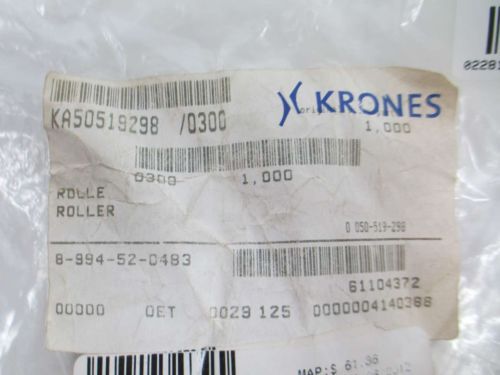 0228
KRONES
KA50519298 /0300
1,000
0300 1,000
ROLLE
ROLLER
0 050-519-298
8-994-52-0483
61104372
00000 OET 0029 125 0000004140388
MAP:$ 61.36